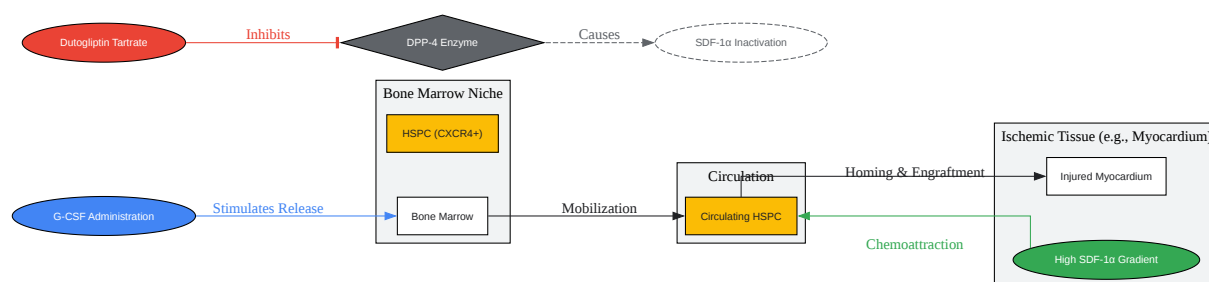 Dutogliptin Tartrate
Inhibits
DPP-4 Enzyme
Causes
SDF-1α Inactivation
Bone Marrow Niche
HSPC (CXCR4+)
G-CSF Administration
Stimulates Release
Bone Marrow
Mobilization
Circulation
Circulating HSPC
Homing & Engraftment
Ischemic Tissue (e.g., Myocardium)
Injured Myocardium
Chemoattraction
High SDF-1α Gradient